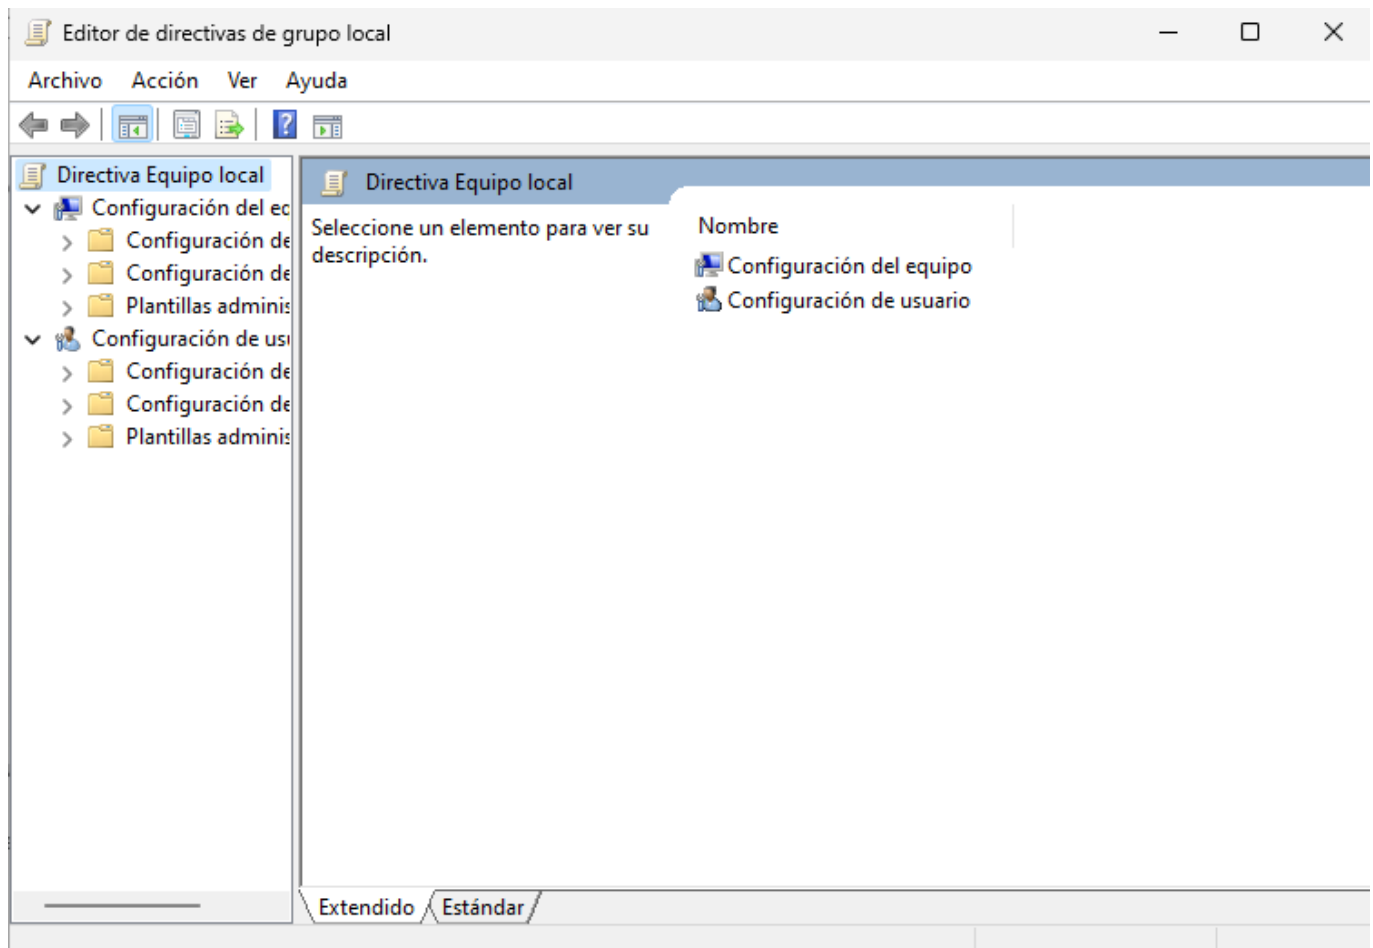 Editor de directivas de grupo local
Archivo Acción Ver Ayuda
Directiva Equipo local
Configuración del ec
Configuración de
Configuración de
Plantillas adminis
Configuración de usu
Configuración de
Configuración de
Plantillas adminis
Directiva Equipo local
Seleccione un elemento para ver su
descripción.
Nombre
Configuración del equipo
Configuración de usuario
Extendido Estándar